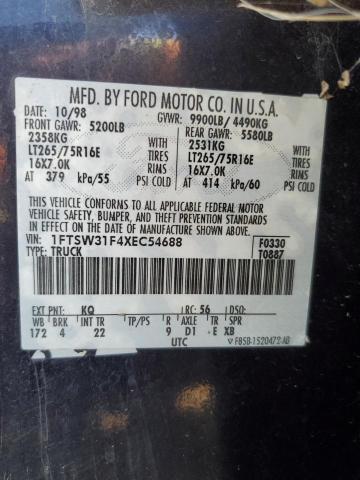 MFD. BY FORD MOTOR CO. IN U.S.A.
DATE: 10/98 GVWR: 9900LB/ 4490KG
FRONT GAWR: 5200LB REAR GAWR: 5580LB
2358KG WITH 2531KG WITH
LT265/75R16E TIRES LT265/75R16E TIRES
16X7.0K RIMS 16X7.0K RIMS
AT 379 kPa/55 PSI COLD AT 414 kPa/60 PSI COLD
THIS VEHICLE CONFORMS TO ALL APPLICABLE FEDERAL MOTOR
VEHICLE SAFETY, BUMPER, AND THEFT PREVENTION STANDARDS IN
EFFECT ON THE DATE OF MANUFACTURE SHOWN ABOVE.
VIN: 1FTSW31F4XEC54688 F0330
TYPE: TRUCK T0887
EXT PNT: KQ RC: 56 DSO:
WB BRK INT TR TP/PS R AXLE TR SPR
172 4 22 9 D1 E XB
UTC F85B-1520472-AB